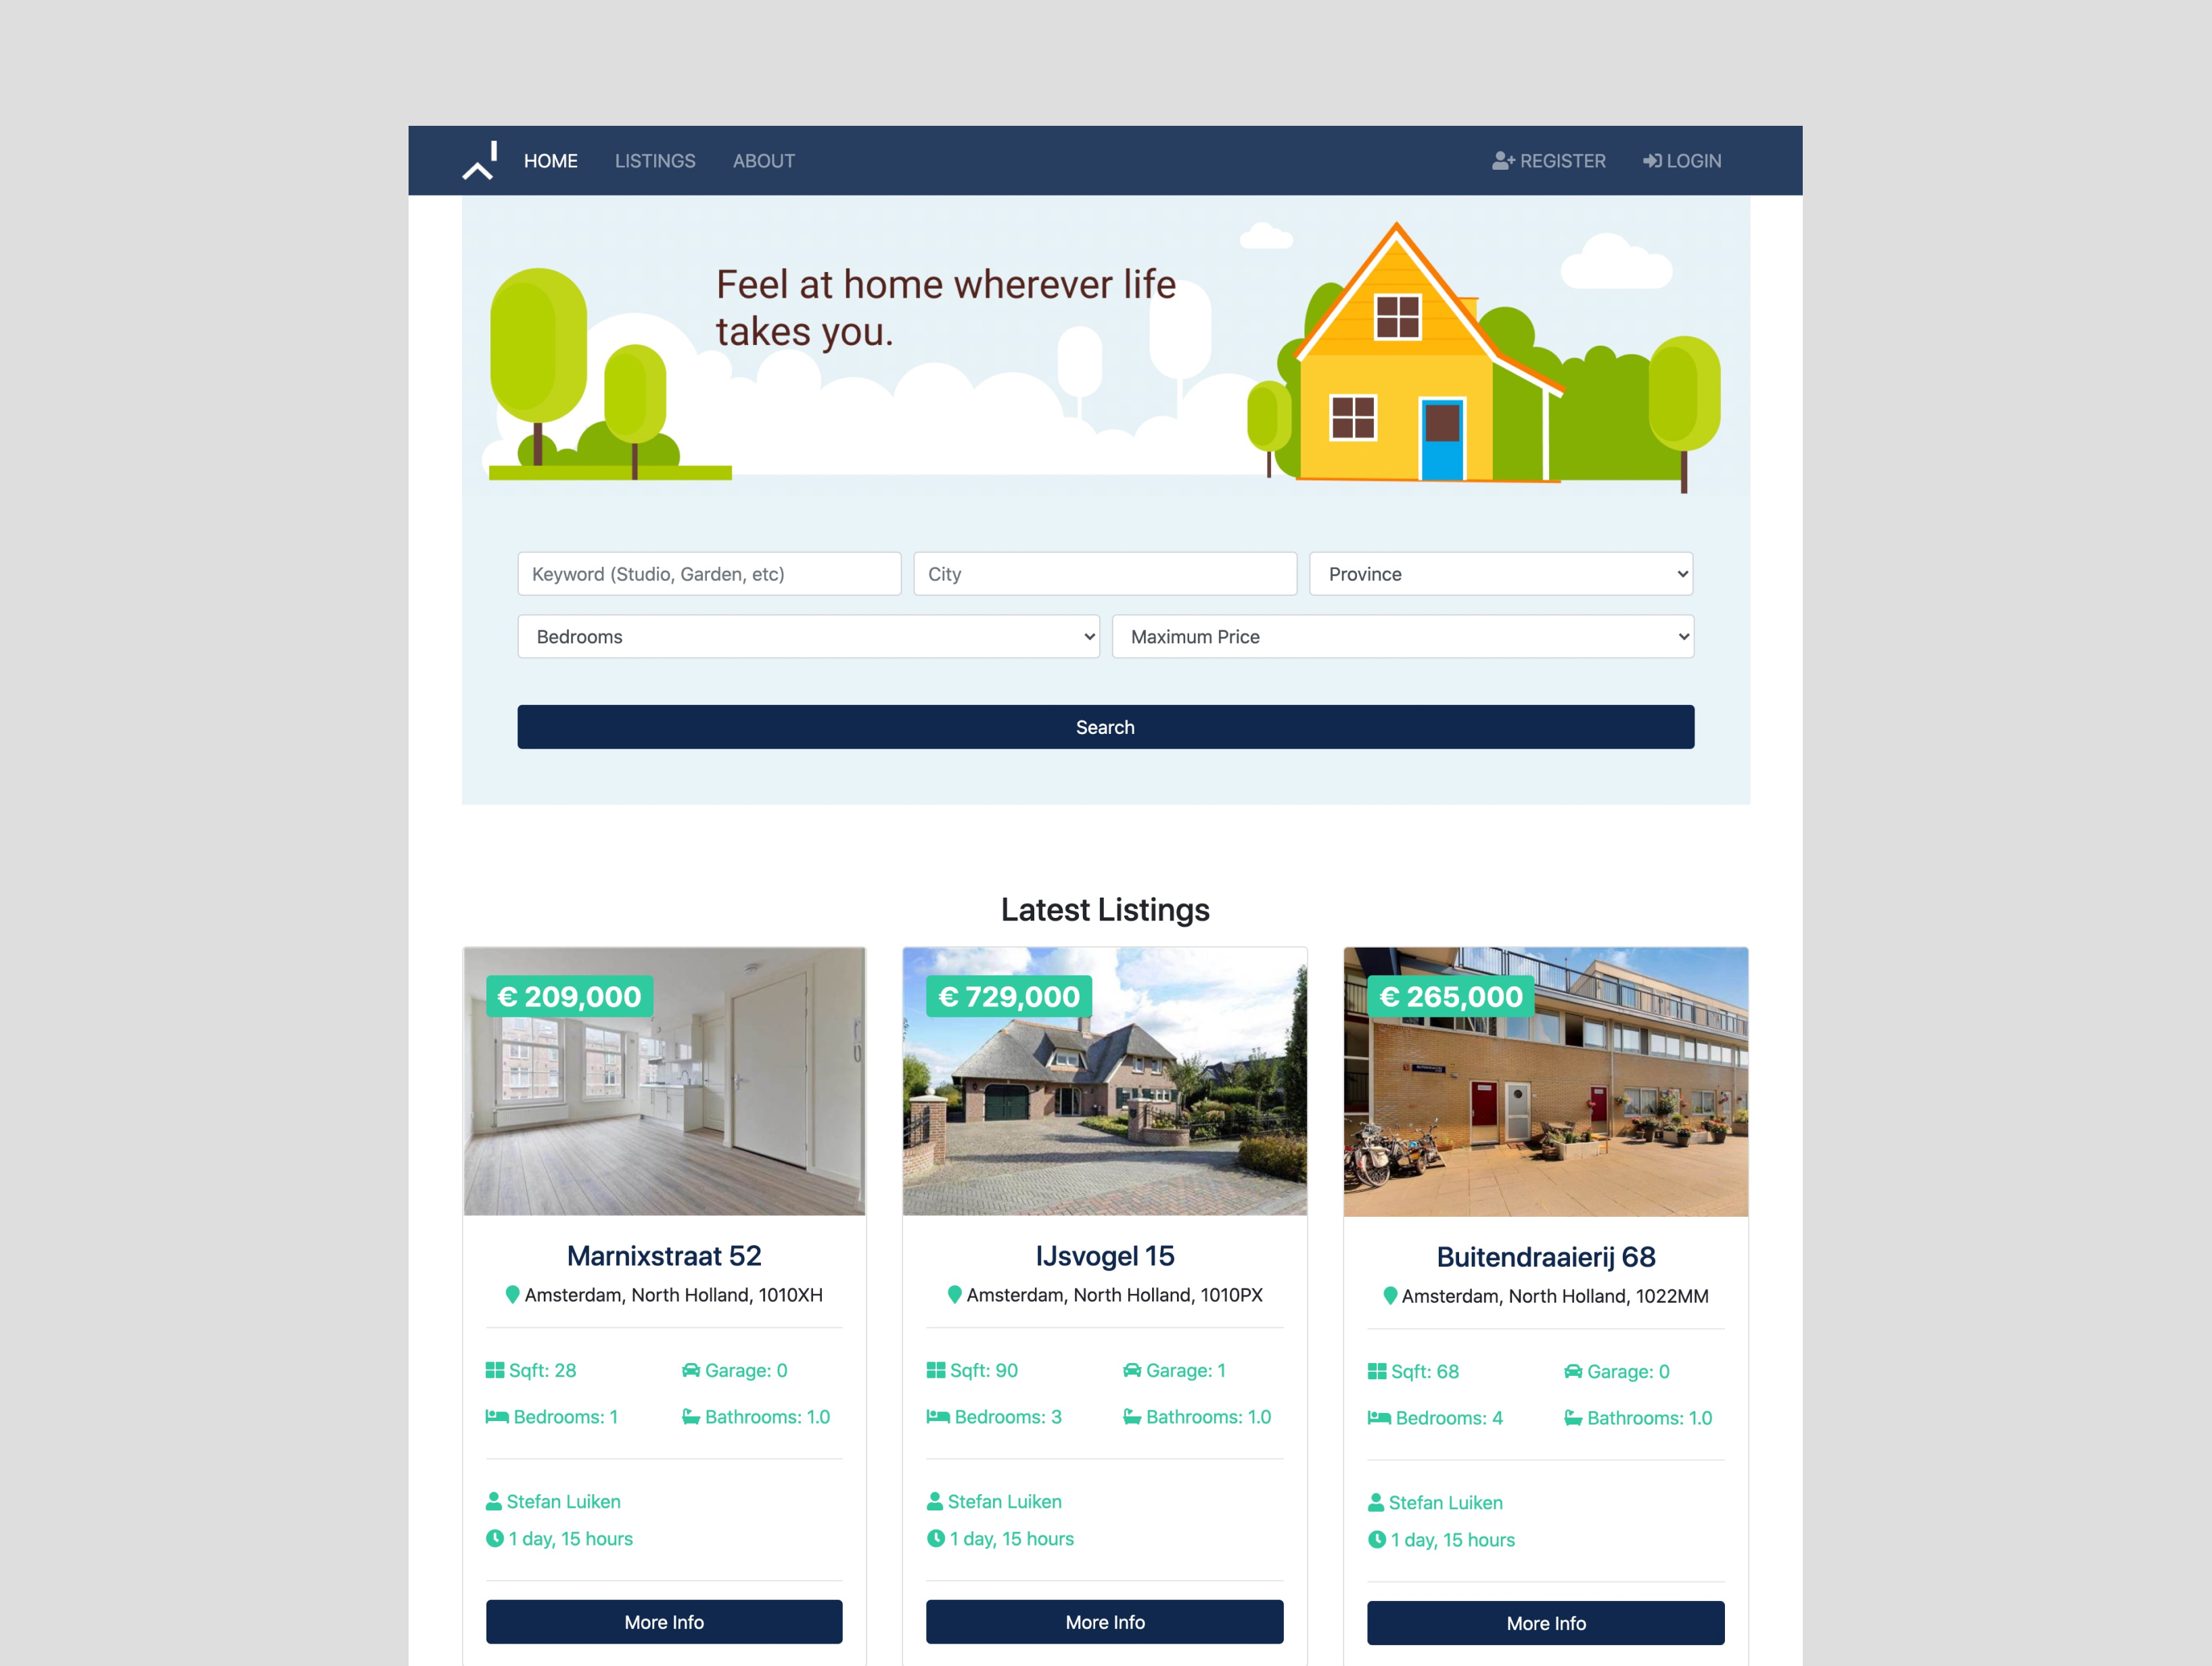 HOME LISTINGS ABOUT REGISTER LOGIN
Feel at home wherever life
takes you.
Keyword (Studio, Garden, etc) City Province
Bedrooms Maximum Price
Search
Latest Listings
€ 209,000
Marnixstraat 52
Amsterdam, North Holland, 1010XH
Sqft: 28 Garage: 0
Bedrooms: 1 Bathrooms: 1.0
Stefan Luiken
1 day, 15 hours
More Info
€ 729,000
IJsvogel 15
Amsterdam, North Holland, 1010PX
Sqft: 90 Garage: 1
Bedrooms: 3 Bathrooms: 1.0
Stefan Luiken
1 day, 15 hours
More Info
€ 265,000
Buitendraaierij 68
Amsterdam, North Holland, 1022MM
Sqft: 68 Garage: 0
Bedrooms: 4 Bathrooms: 1.0
Stefan Luiken
1 day, 15 hours
More Info